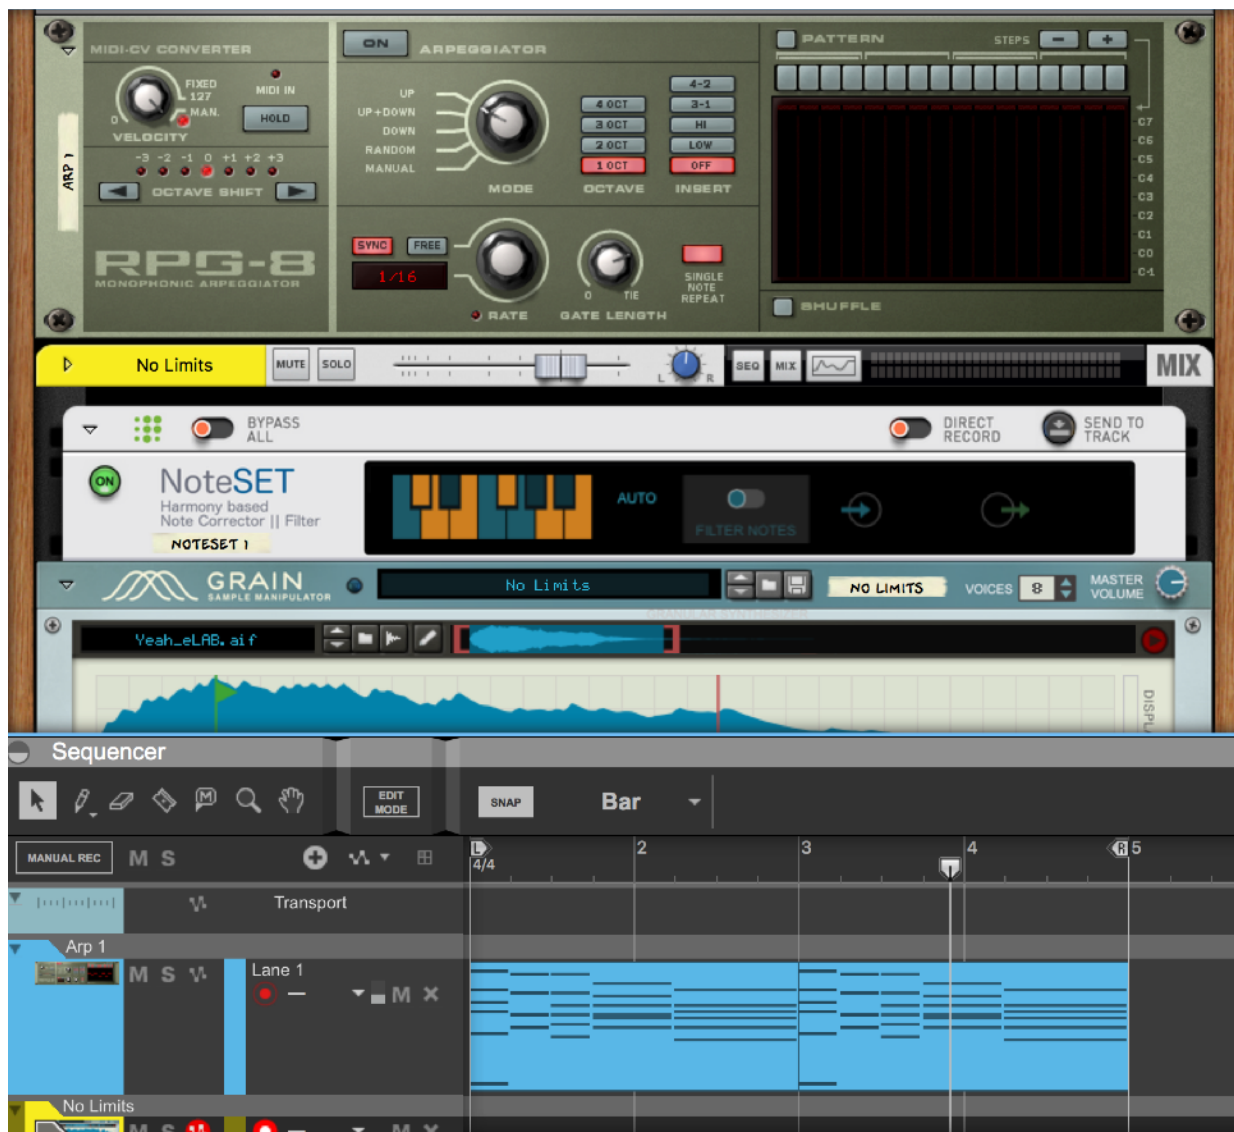 MIDI-CV CONVERTER
FIXED
127
MAN.
0
VELOCITY
MIDI IN
HOLD
-3 -2 -1 0 +1 +2 +3
OCTAVE SHIFT
ARP 1
RPG-8
MONOPHONIC ARPEGGIATOR
ON
ARPEGGIATOR
UP
UP+DOWN
DOWN
RANDOM
MANUAL
MODE
4 OCT
3 OCT
2 OCT
1 OCT
OCTAVE
4-2
3-1
HI
LOW
OFF
INSERT
SYNC
FREE
1/16
RATE
0
TIE
GATE LENGTH
SINGLE
NOTE
REPEAT
PATTERN
STEPS
-
+
C7
C6
C5
C4
C3
C2
C1
C0
C-1
SHUFFLE
No Limits
MUTE
SOLO
L
R
SEQ
MIX
MIX
BYPASS
ALL
DIRECT
RECORD
SEND TO
TRACK
ON
NoteSET
Harmony based
Note Corrector || Filter
NOTESET 1
AUTO
FILTER NOTES
GRAIN
SAMPLE MANIPULATOR
No Limits
NO LIMITS
VOICES
8
MASTER
VOLUME
GRANULAR SYNTHESIZER
Yeah_eLAB.aif
Sequencer
M
EDIT
MODE
SNAP
Bar
MANUAL REC
M S
L
4/4
2
3
4
R
5
Transport
Arp 1
M S
Lane 1
M
No Limits
M S
M